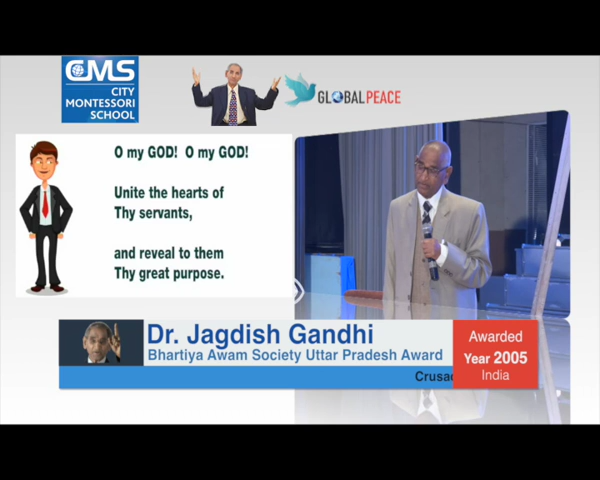 CMS
CITY
MONTESSORI
SCHOOL
GLOBAL PEACE
O my GOD! O my GOD!
Unite the hearts of
Thy servants,
and reveal to them
Thy great purpose.
Dr. Jagdish Gandhi
Bhartiya Awam Society Uttar Pradesh Award
Crusa
Awarded
Year 2005
India